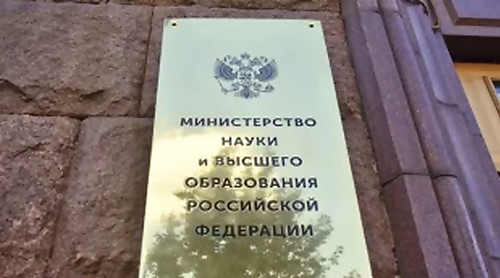 МИНИСТЕРСТВО
НАУКИ
и ВЫСШЕГО
ОБРАЗОВАНИЯ
РОССИЙСКОЙ
ФЕДЕРАЦИИ